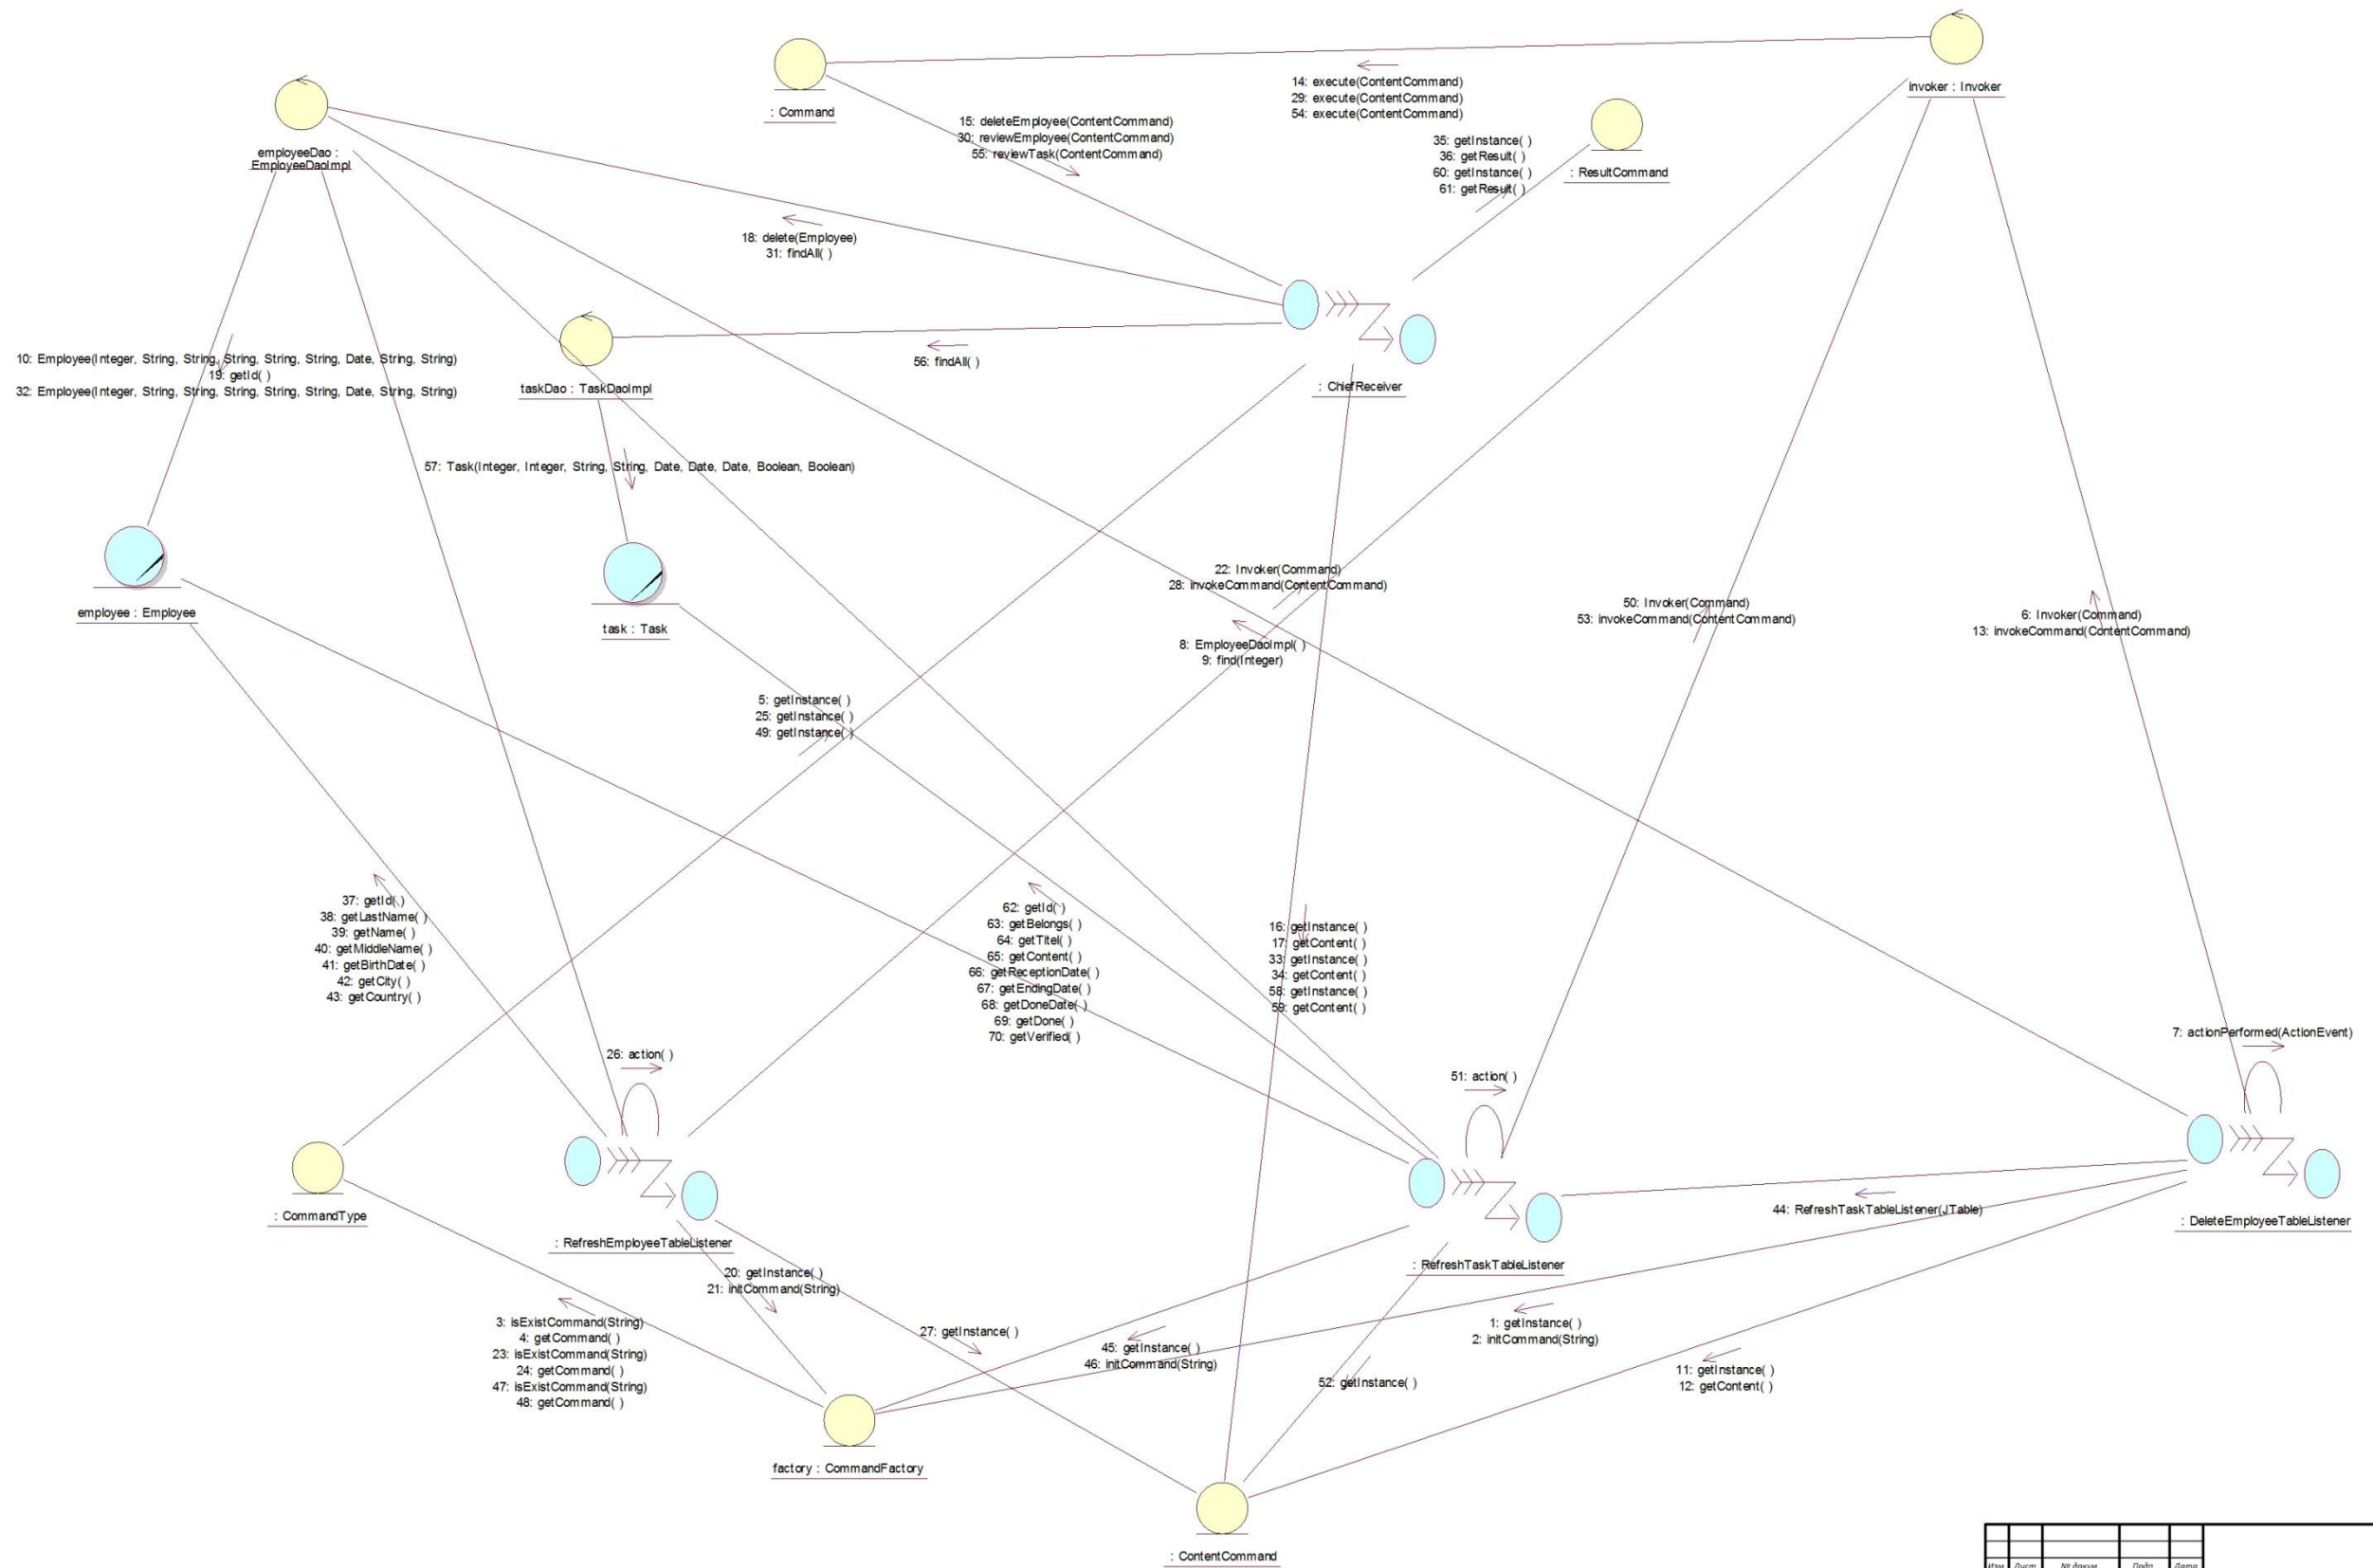 : Command
invoker : Invoker
14: execute(ContentCommand)
29: execute(ContentCommand)
54: execute(ContentCommand)
employeeDao :
EmployeeDaoImpl
15: deleteEmployee(ContentCommand)
30: reviewEmployee(ContentCommand)
55: reviewTask(ContentCommand)
35: getInstance( )
36: getResult( )
60: getInstance( )
61: getResult( )
: ResultCommand
18: delete(Employee)
31: findAll( )
10: Employee(Integer, String, String, String, String, String, Date, String, String)
19: getId( )
32: Employee(Integer, String, String, String, String, String, Date, String, String)
taskDao : TaskDaoImpl
56: findAll( )
: ChiefReceiver
57: Task(Integer, Integer, String, String, Date, Date, Date, Boolean, Boolean)
employee : Employee
task : Task
22: Invoker(Command)
28: invokeCommand(ContentCommand)
50: Invoker(Command)
53: invokeCommand(ContentCommand)
6: Invoker(Command)
13: invokeCommand(ContentCommand)
8: EmployeeDaoImpl( )
9: find(Integer)
5: getInstance( )
25: getInstance( )
49: getInstance( )
37: getId( )
38: getLastName( )
39: getName( )
40: getMiddleName( )
41: getBirthDate( )
42: getCity( )
43: getCountry( )
62: getId( )
63: getBelongs( )
64: getTitel( )
65: getContent( )
66: getReceptionDate( )
67: getEndingDate( )
68: getDoneDate( )
69: getDone( )
70: getVerified( )
16: getInstance( )
17: getContent( )
33: getInstance( )
34: getContent( )
58: getInstance( )
59: getContent( )
26: action( )
51: action( )
7: actionPerformed(ActionEvent)
: CommandType
: RefreshEmployeeTableListener
: RefreshTaskTableListener
44: RefreshTaskTableListener(JTable)
: DeleteEmployeeTableListener
20: getInstance( )
21: initCommand(String)
3: isExistCommand(String)
4: getCommand( )
23: isExistCommand(String)
24: getCommand( )
47: isExistCommand(String)
48: getCommand( )
27: getInstance( )
45: getInstance( )
46: initCommand(String)
1: getInstance( )
2: initCommand(String)
52: getInstance( )
11: getInstance( )
12: getContent( )
factory : CommandFactory
: ContentCommand
Изм Лист № докум Подп Дата